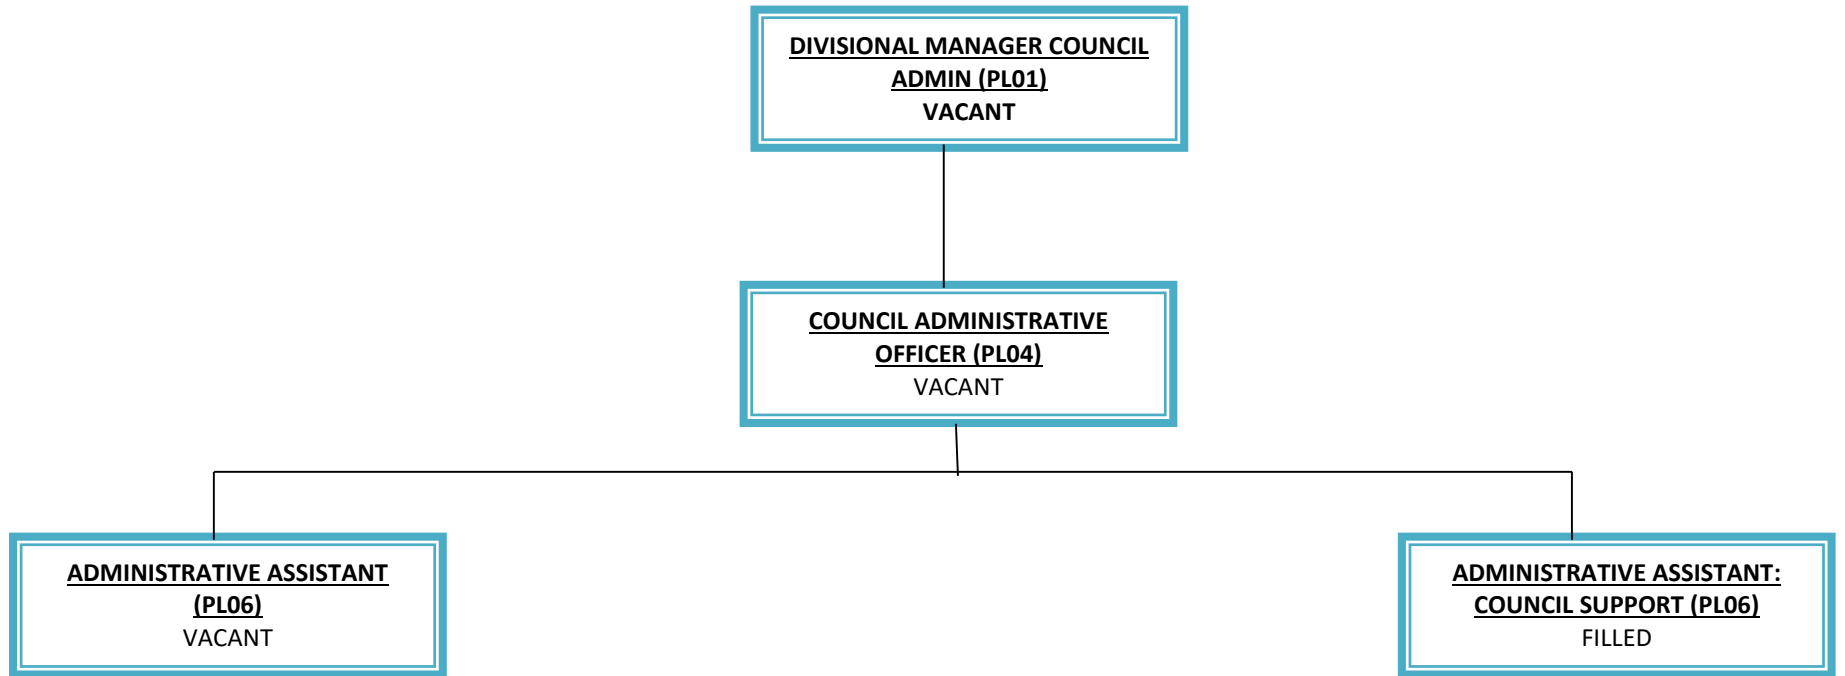 DIVISIONAL MANAGER COUNCIL
ADMIN (PL01)
VACANT
COUNCIL ADMINISTRATIVE
OFFICER (PL04)
VACANT
ADMINISTRATIVE ASSISTANT
(PL06)
VACANT
ADMINISTRATIVE ASSISTANT:
COUNCIL SUPPORT (PL06)
FILLED